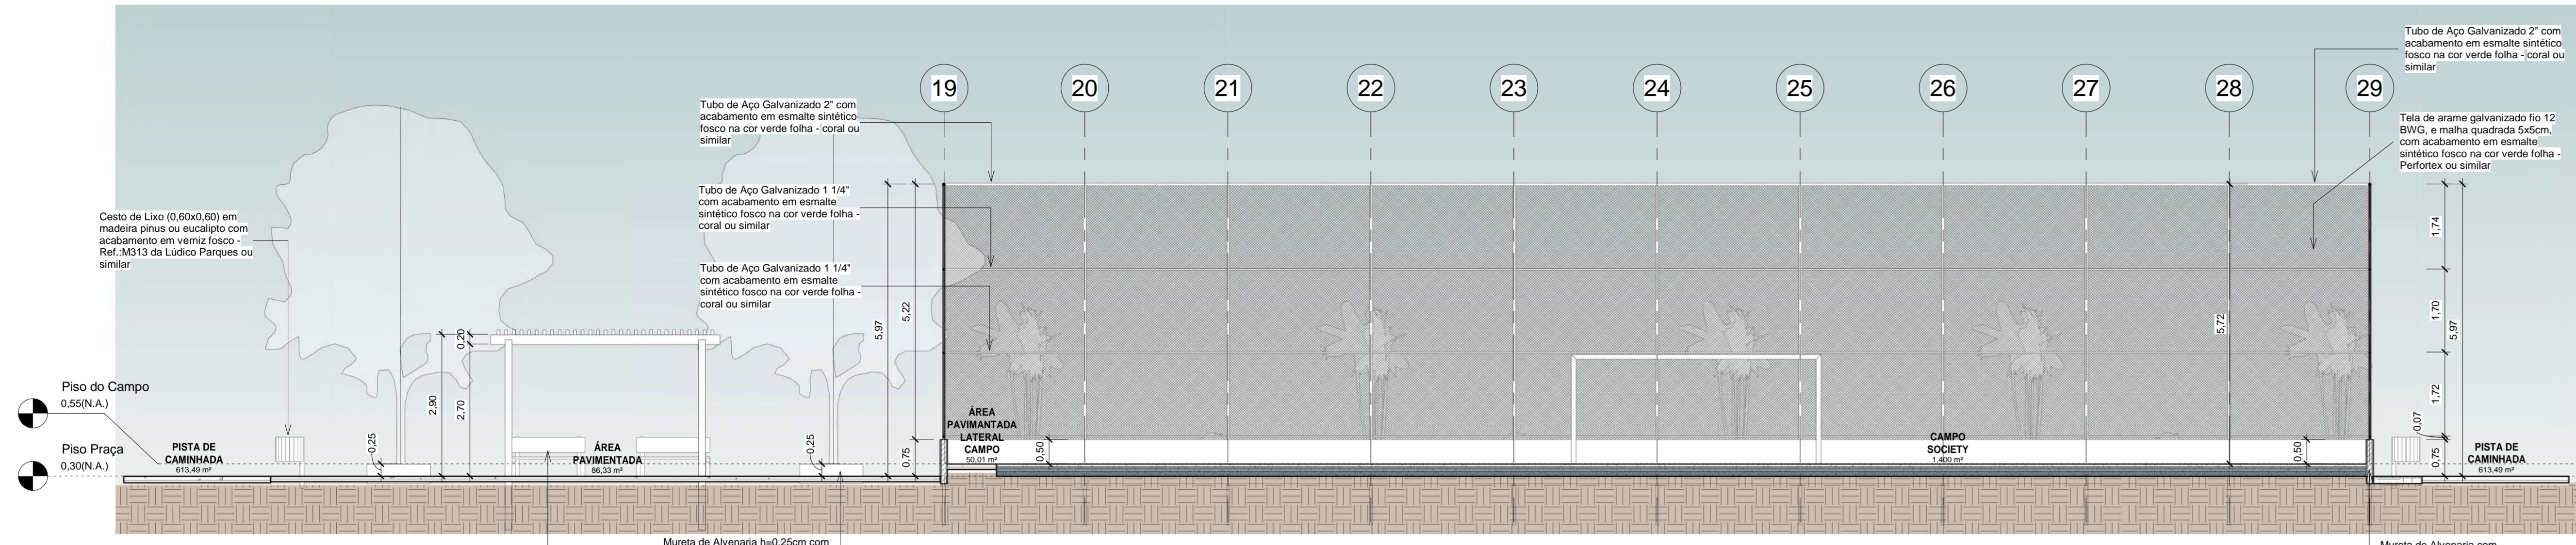 Tubo de Aço Galvanizado 2" com
acabamento em esmalte sintético
fosco na cor verde folha - coral ou
similar
19
20
21
22
23
24
25
26
27
28
29
Tubo de Aço Galvanizado 2" com
acabamento em esmalte sintético
fosco na cor verde folha - coral ou
similar
Tela de arame galvanizado fio 12
BWG, e malha quadrada 5x5cm,
com acabamento em esmalte
sintético fosco na cor verde folha -
Perfortex ou similar
Tubo de Aço Galvanizado 1 1/4"
com acabamento em esmalte
sintético fosco na cor verde folha -
coral ou similar
Cesto de Lixo (0,60x0,60) em
madeira pinus ou eucalipto com
acabamento em verniz fosco -
Ref.:M313 da Lúdico Parques ou
similar
Tubo de Aço Galvanizado 1 1/4"
com acabamento em esmalte
sintético fosco na cor verde folha -
coral ou similar
5,97
5,22
0,75
5,72
1,74
1,70
1,72
5,97
0,07
0,75
0,20
2,90
2,70
0,25
0,25
0,50
0,50
Piso do Campo
0,55(N.A.)
Piso Praça
0,30(N.A.)
PISTA DE
CAMINHADA
613,49 m²
ÁREA
PAVIMENTADA
86,33 m²
ÁREA
PAVIMANTADA
LATERAL
CAMPO
50,01 m²
CAMPO
SOCIETY
1.400 m²
PISTA DE
CAMINHADA
613,49 m²
Mureta de Alvenaria h=0,25cm com
Mureta de Alvenaria com